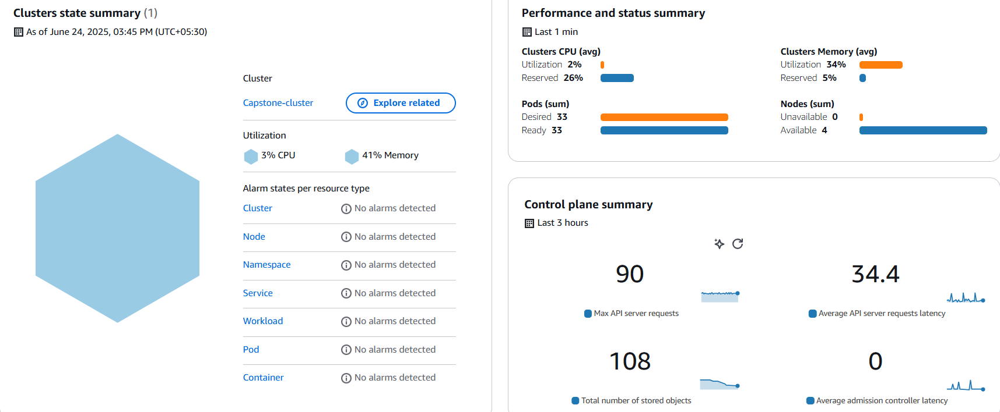 Clusters state summary (1)
As of June 24, 2025, 03:45 PM (UTC+05:30)
Cluster
Capstone-cluster
Explore related
Utilization
3% CPU
41% Memory
Alarm states per resource type
Cluster No alarms detected
Node No alarms detected
Namespace No alarms detected
Service No alarms detected
Workload No alarms detected
Pod No alarms detected
Container No alarms detected
Performance and status summary
Last 1 min
Clusters CPU (avg)
Utilization 2%
Reserved 26%
Clusters Memory (avg)
Utilization 34%
Reserved 5%
Pods (sum)
Desired 33
Ready 33
Nodes (sum)
Unavailable 0
Available 4
Control plane summary
Last 3 hours
90
Max API server requests
34.4
Average API server requests latency
108
Total number of stored objects
0
Average admission controller latency